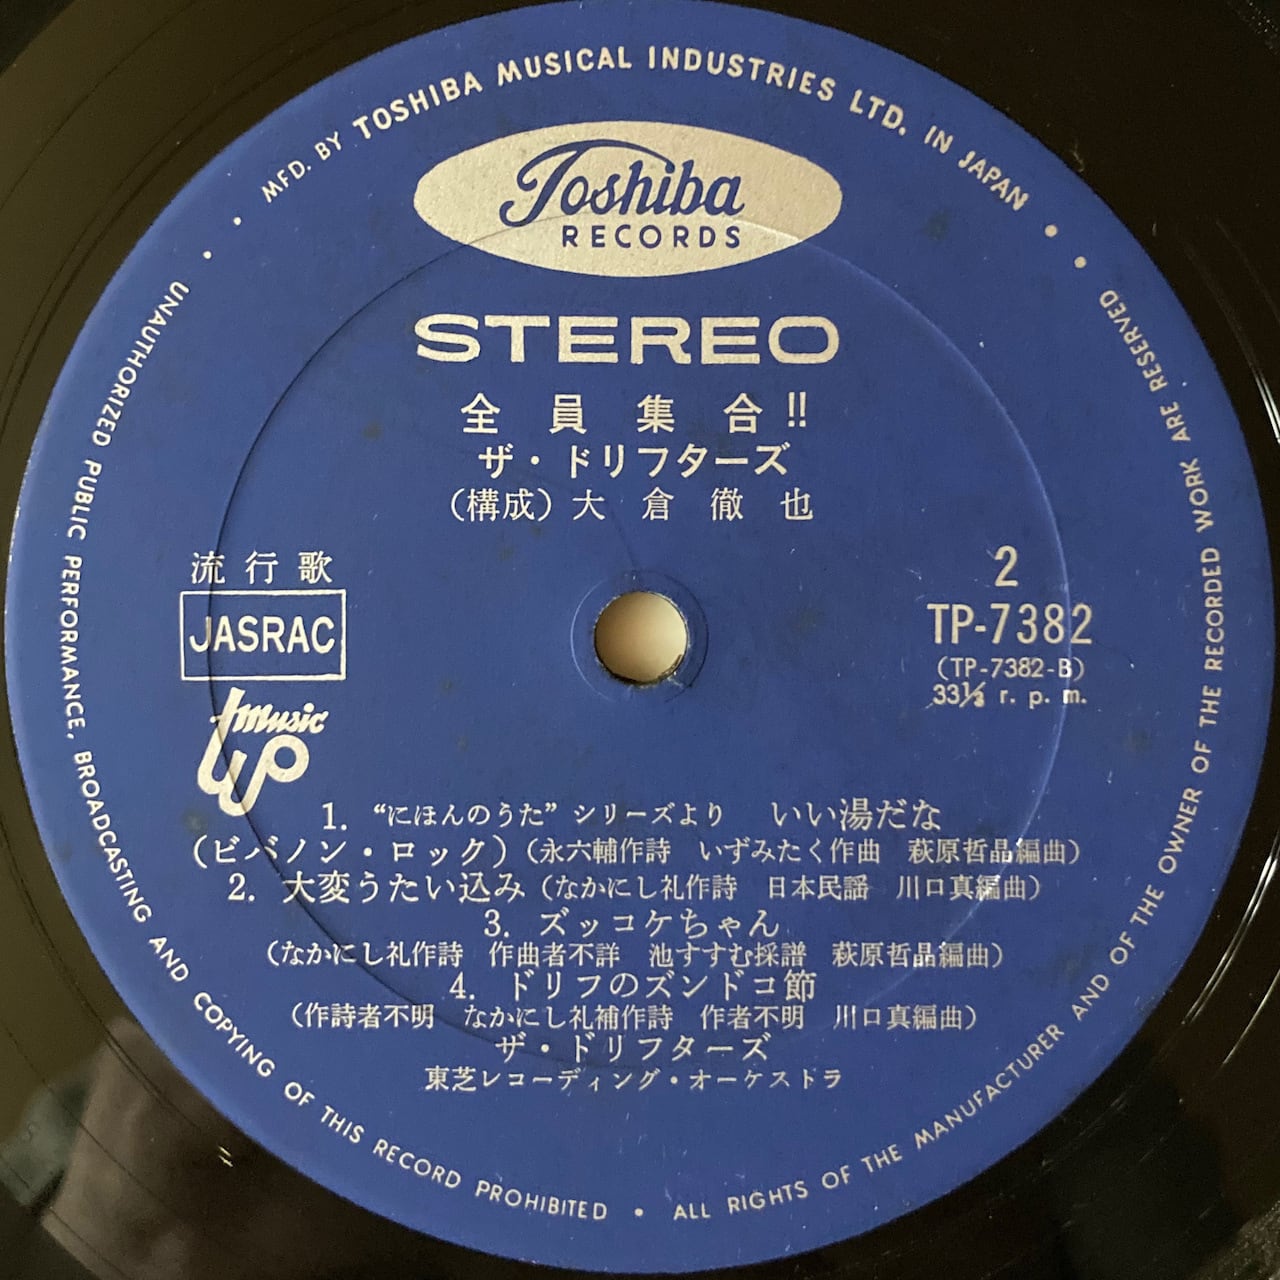 MFD. BY TOSHIBA MUSICAL INDUSTRIES LTD. IN JAPAN
Toshiba
RECORDS
STEREO
全員集合!!
ザ・ドリフターズ
(構成)大倉徹也
流行歌
JASRAC
music
up
2
TP-7382
(TP-7382-B)
33⅓ r. p. m.
1. “にほんのうた”シリーズより いい湯だな
(ビバノン・ロック)(永六輔作詩 いずみたく作曲 萩原哲晶編曲)
2. 大変うたい込み(なかにし礼作詩 日本民謡 川口真編曲)
3. ズッコケちゃん
(なかにし礼作詩 作曲者不詳 池すすむ採譜 萩原哲晶編曲)
4. ドリフのズンドコ節
(作詩者不明 なかにし礼補作詩 作者不明 川口真編曲)
ザ・ドリフターズ
東芝レコーディング・オーケストラ
UNAUTHORIZED PUBLIC PERFORMANCE, BROADCASTING AND COPYING OF THIS RECORD PROHIBITED • ALL RIGHTS OF THE MANUFACTURER AND OF THE OWNER OF THE RECORDED WORK ARE RESERVED